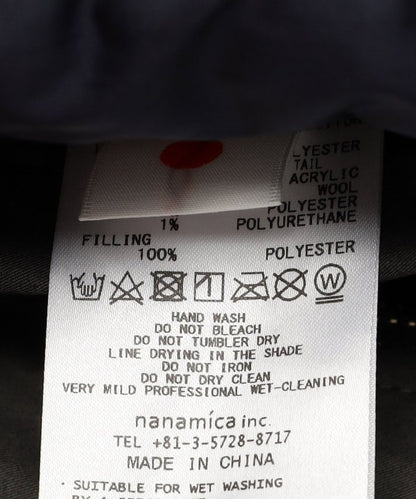 TAIL
ACRYLIC
WOOL
POLYESTER
1% POLYURETHANE
FILLING
100% POLYESTER
W
HAND WASH
DO NOT BLEACH
DO NOT TUMBLER DRY
LINE DRYING IN THE SHADE
DO NOT IRON
DO NOT DRY CLEAN
VERY MILD PROFESSIONAL WET-CLEANING
nanamica inc.
TEL +81-3-5728-8717
MADE IN CHINA
・SUITABLE FOR WET WASHING